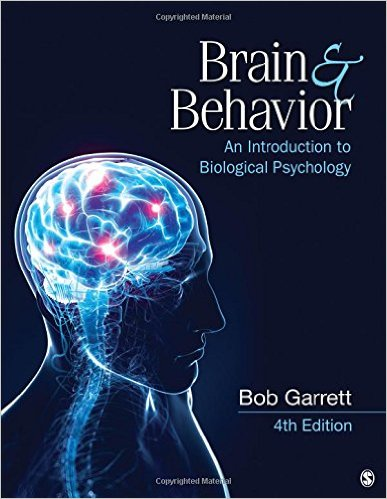 Copyrighted Material
Brain &
Behavior
An Introduction to
Biological Psychology
Bob Garrett
4th Edition
Copyrighted Material